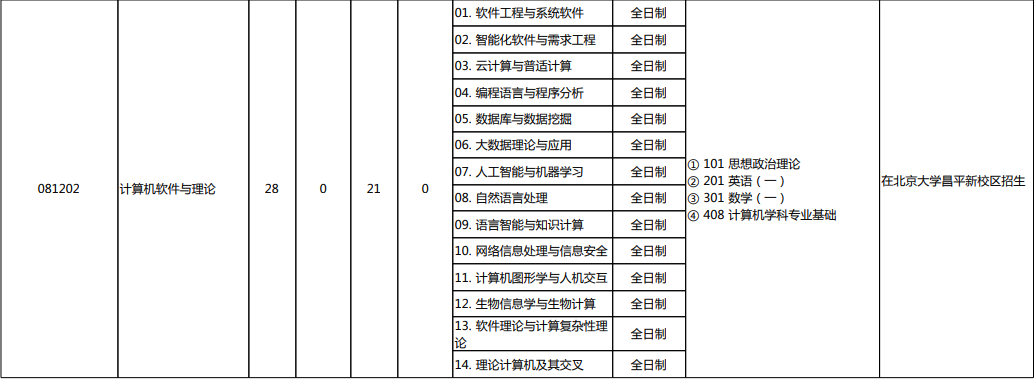 081202
计算机软件与理论
28
0
21
0
01. 软件工程与系统软件 全日制
02. 智能化软件与需求工程 全日制
03. 云计算与普适计算 全日制
04. 编程语言与程序分析 全日制
05. 数据库与数据挖掘 全日制
06. 大数据理论与应用 全日制
07. 人工智能与机器学习 全日制
08. 自然语言处理 全日制
09. 语言智能与知识计算 全日制
10. 网络信息处理与信息安全 全日制
11. 计算机图形学与人机交互 全日制
12. 生物信息学与生物计算 全日制
13. 软件理论与计算复杂性理
论
全日制
14. 理论计算机及其交叉 全日制
① 101 思想政治理论
② 201 英语（一）
③ 301 数学（一）
④ 408 计算机学科专业基础
在北京大学昌平新校区招生